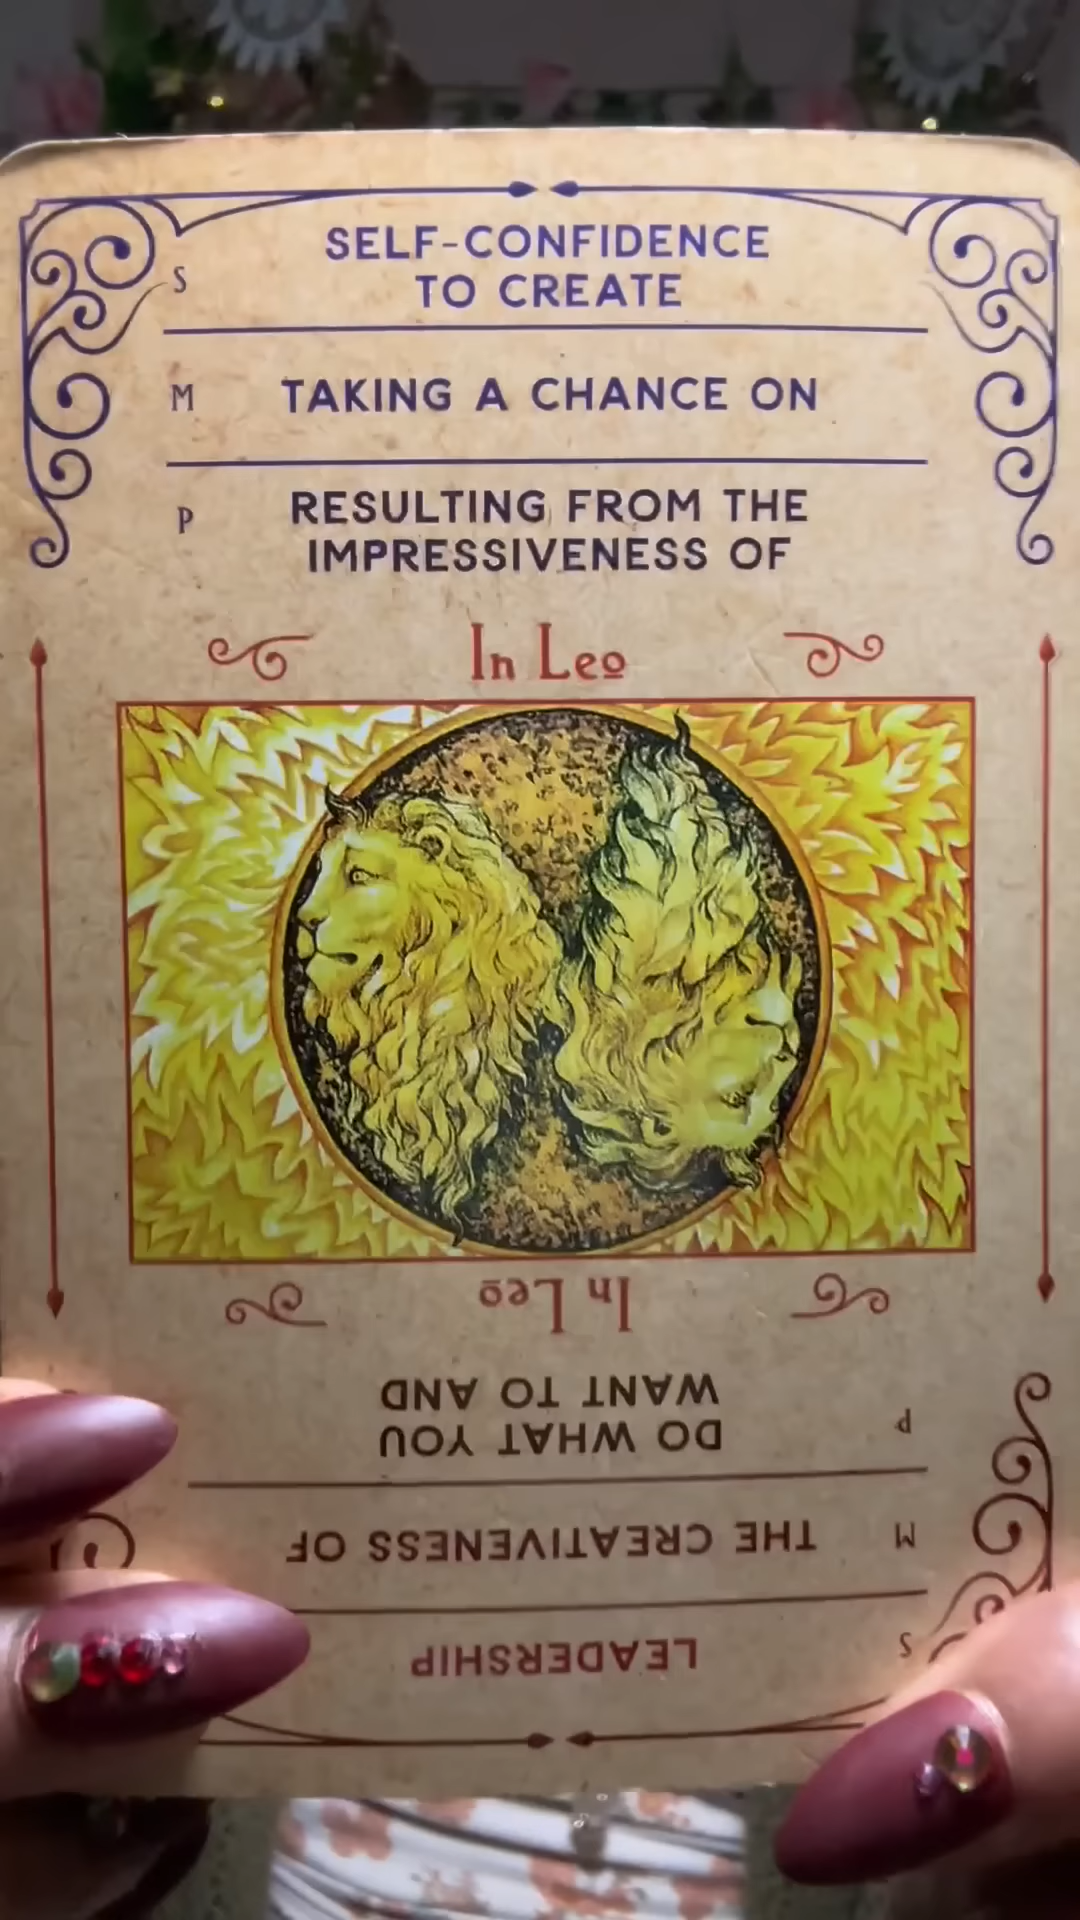 SELF-CONFIDENCE
S
TO CREATE
M TAKING A CHANCE ON
RESULTING FROM THE
P
IMPRESSIVENESS OF
In Leo
In Leo
DO WHAT YOU
P
WANT TO AND
M THE CREATIVENESS OF
S LEADERSHIP